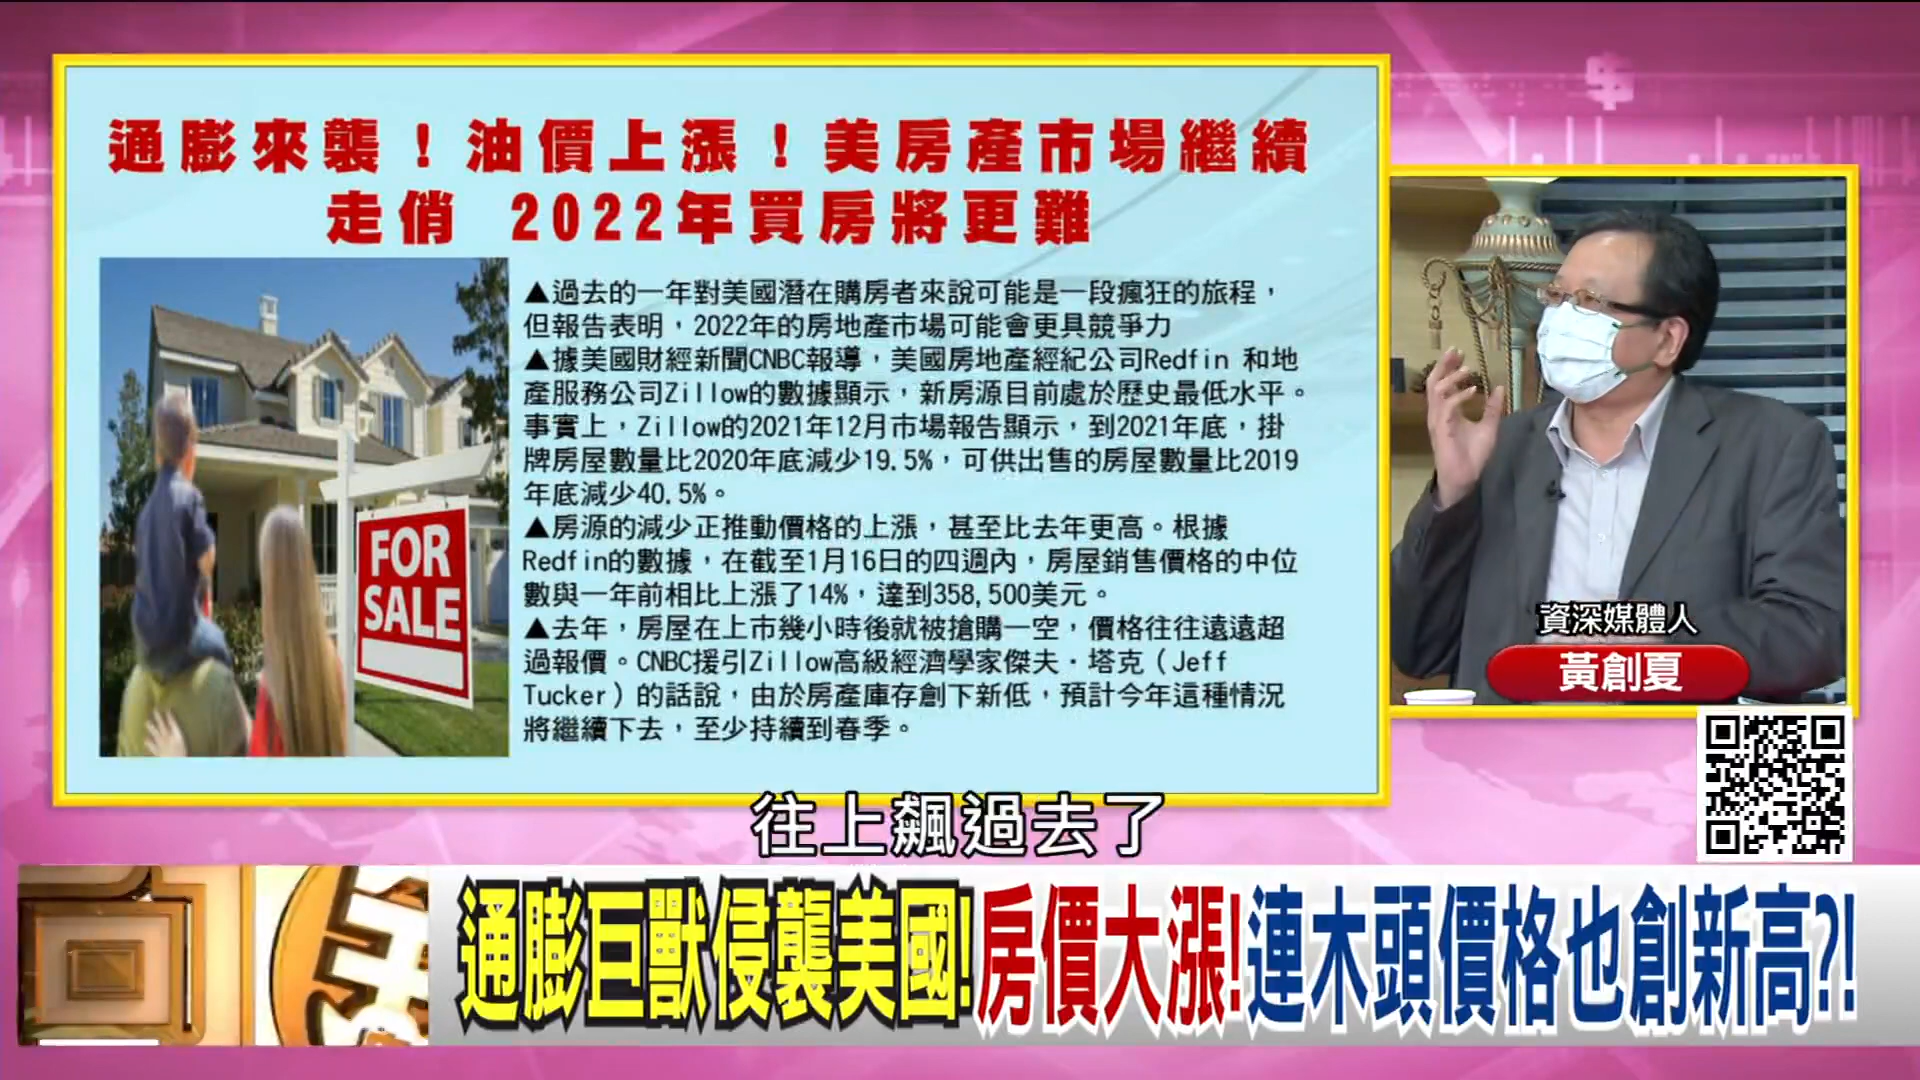 通膨來襲！油價上漲！美房產市場繼續
走俏 2022年買房將更難
▲過去的一年對美國潛在購房者來說可能是一段瘋狂的旅程，
但報告表明，2022年的房地產市場可能會更具競爭力
▲據美國財經新聞CNBC報導，美國房地產經紀公司Redfin 和地
產服務公司Zillow的數據顯示，新房源目前處於歷史最低水平。
事實上，Zillow的2021年12月市場報告顯示，到2021年底，掛
牌房屋數量比2020年底減少19.5%，可供出售的房屋數量比2019
年底減少40.5%。
▲房源的減少正推動價格的上漲，甚至比去年更高。根據
Redfin的數據，在截至1月16日的四週內，房屋銷售價格的中位
數與一年前相比上漲了14%，達到358,500美元。
▲去年，房屋在上市幾小時後就被搶購一空，價格往往遠遠超
過報價。CNBC援引Zillow高級經濟學家傑夫·塔克（Jeff
Tucker）的話說，由於房產庫存創下新低，預計今年這種情況
將繼續下去，至少持續到春季。
FOR
SALE
資深媒體人
黃創夏
往上飆過去了
通膨巨獸侵襲美國!房價大漲!連木頭價格也創新高?!